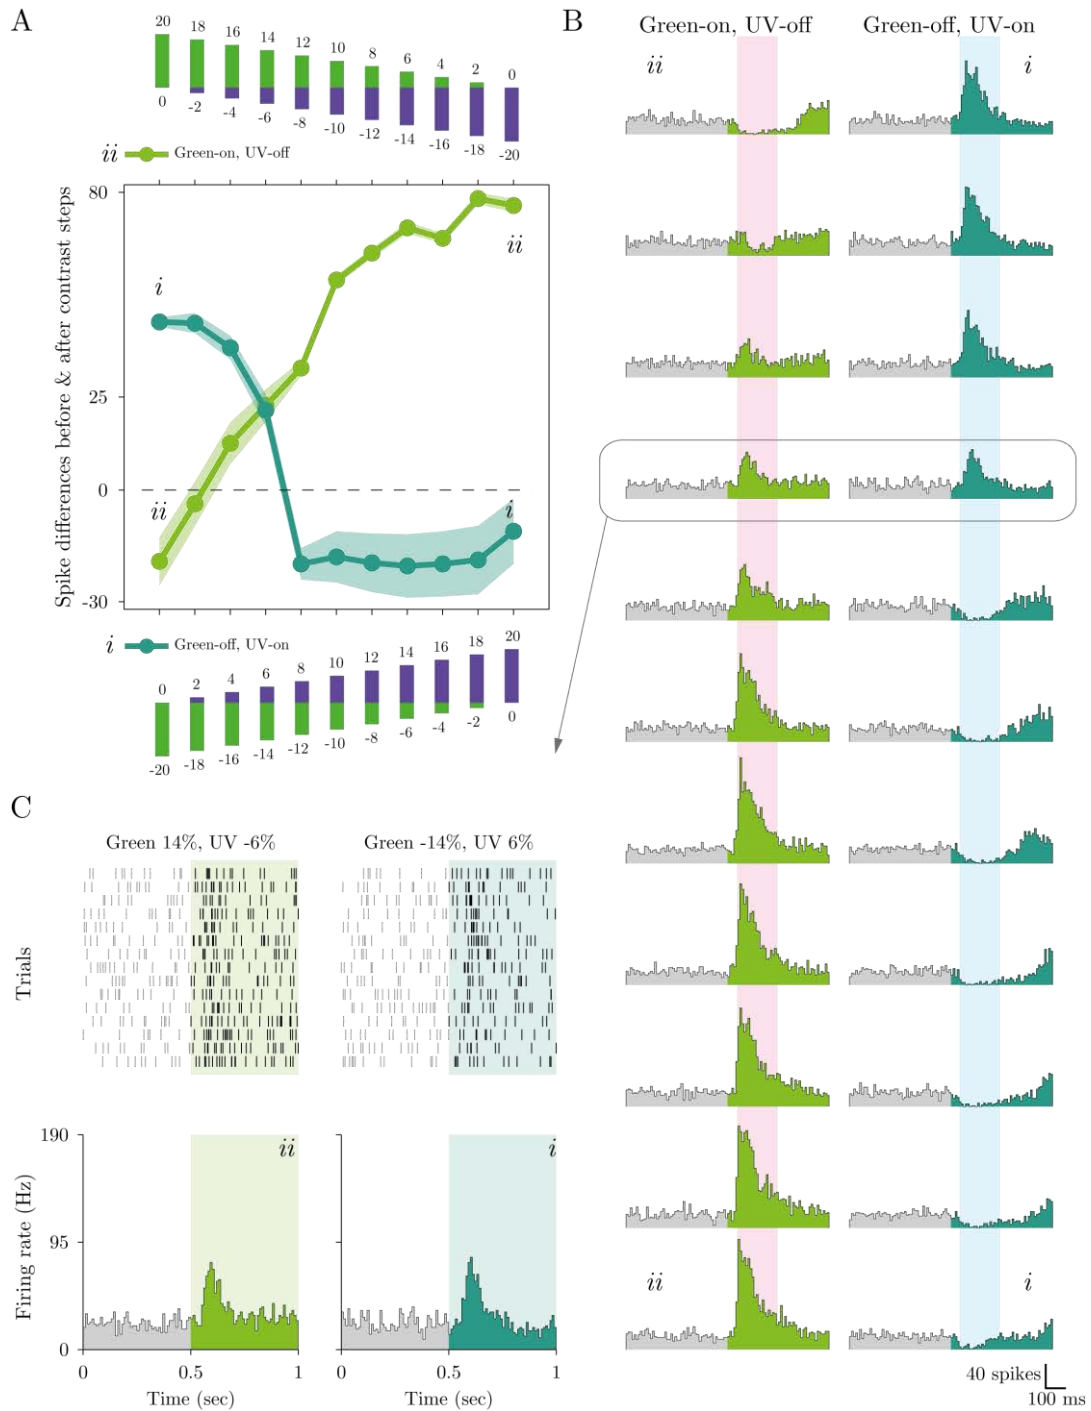 A
20 18 16 14 12 10 8 6 4 2 0
0 -2 -4 -6 -8 -10 -12 -14 -16 -18 -20
ii Green-on, UV-off
Spike differences before & after contrast steps
80
25
0
-30
i
ii
ii
i
i Green-off, UV-on
0 2 4 6 8 10 12 14 16 18 20
-20 -18 -16 -14 -12 -10 -8 -6 -4 -2 0
B
Green-on, UV-off
Green-off, UV-on
ii
i
ii
i
40 spikes
100 ms
C
Green 14%, UV -6%
Green -14%, UV 6%
Trials
Firing rate (Hz)
190
95
0
ii
i
0 0.5 1
0 0.5 1
Time (sec)
Time (sec)